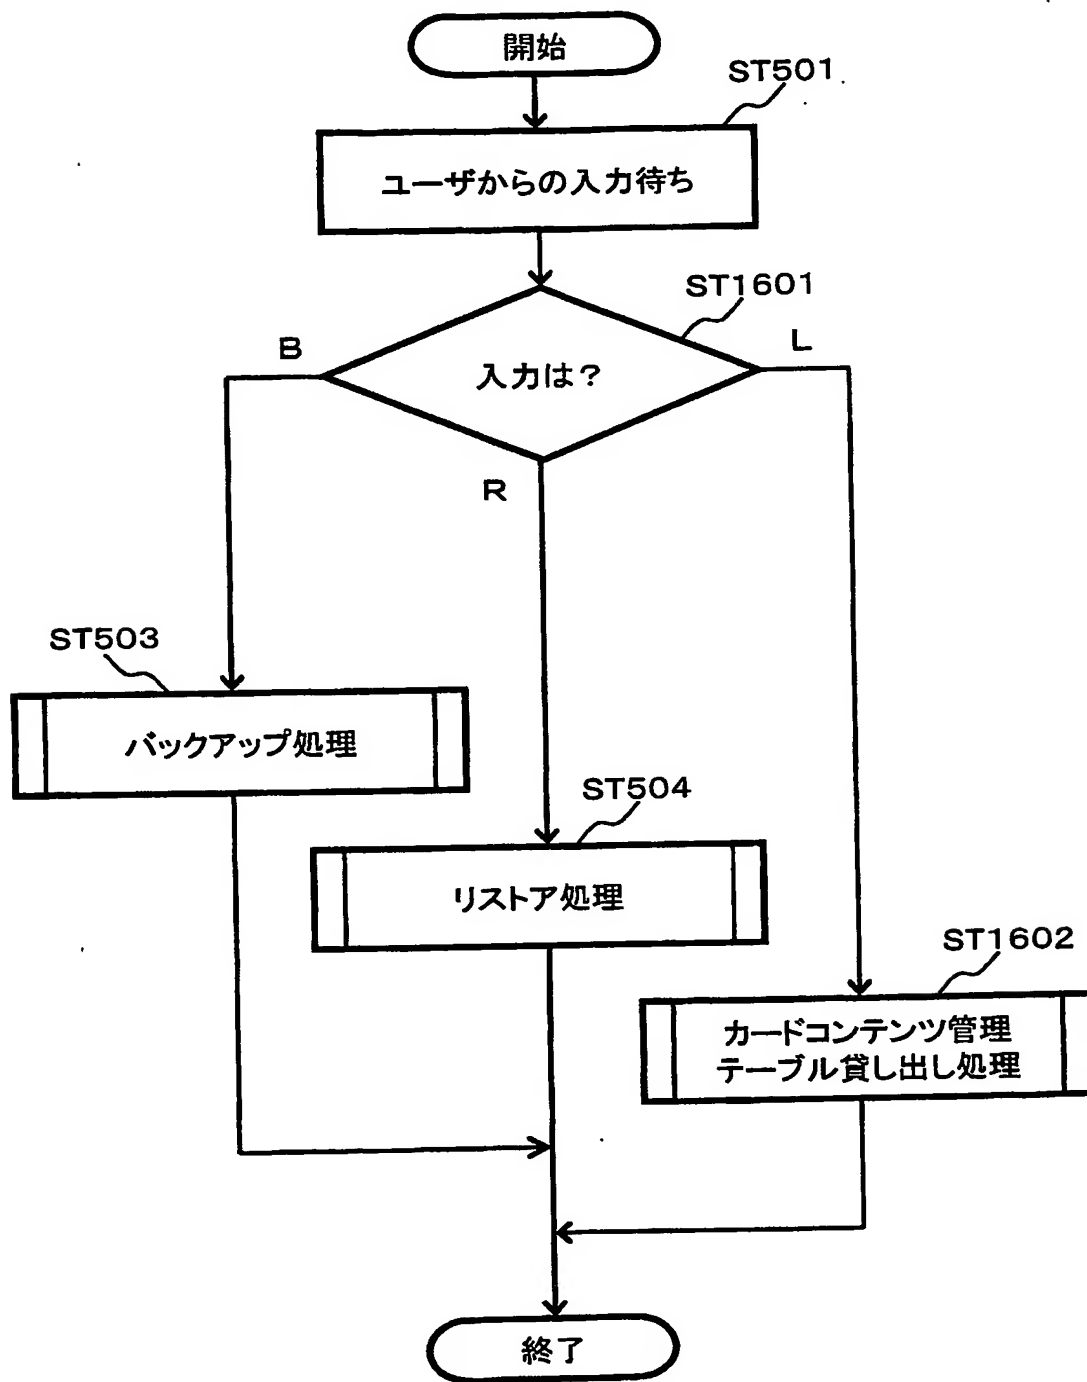 開始
ST501
ユーザからの入力待ち
ST1601
B
L
入力は？
R
ST503
バックアップ処理
ST504
リストア処理
ST1602
カードコンテンツ管理
テーブル貸し出し処理
終了